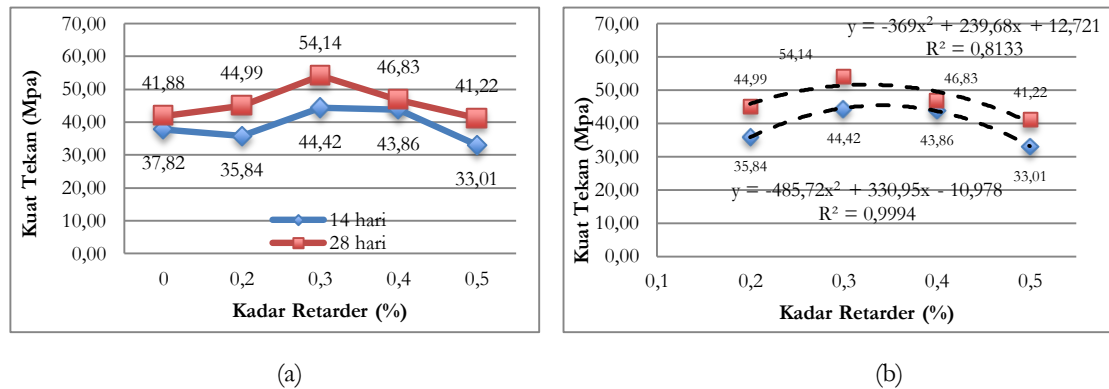 70,00
60,00
50,00
40,00
30,00
20,00
10,00
0,00
Kuat Tekan (Mpa)
54,14
41,88
44,99
46,83
41,22
37,82
35,84
44,42
43,86
33,01
14 hari
28 hari
0 0,2 0,3 0,4 0,5
Kadar Retarder (%)
(a)
70,00
60,00
50,00
40,00
30,00
20,00
10,00
0,00
Kuat Tekan (Mpa)
y = -369x² + 239,68x + 12,721
R² = 0,8133
54,14
44,99
46,83
41,22
35,84
44,42
43,86
33,01
y = -485,72x² + 330,95x - 10,978
R² = 0,9994
0,1 0,2 0,3 0,4 0,5
Kadar Retarder (%)
(b)